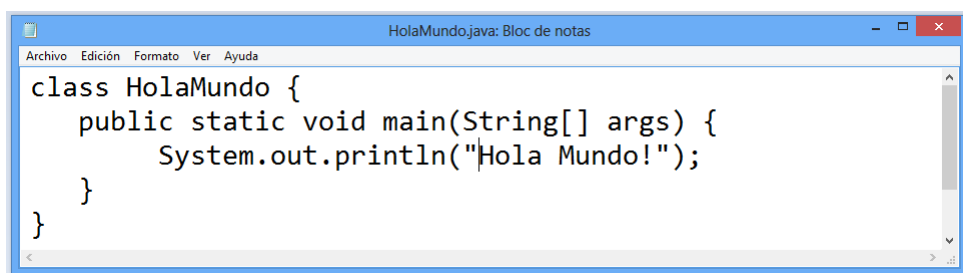 HolaMundo.java: Bloc de notas
Archivo Edición Formato Ver Ayuda
class HolaMundo {
public static void main(String[] args) {
System.out.println("Hola Mundo!");
}
}